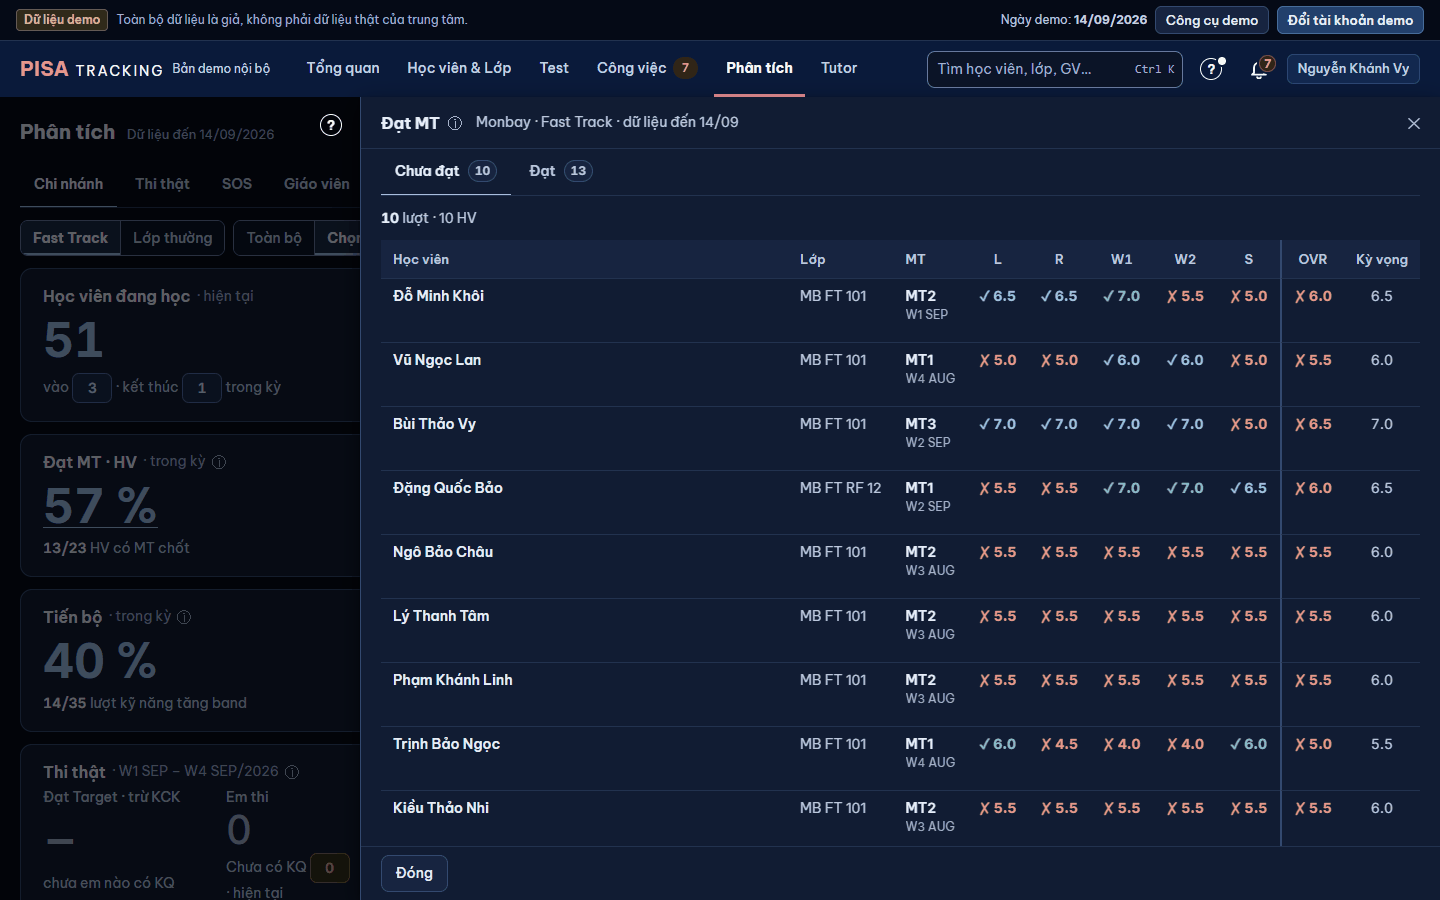 Dữ liệu demo Toàn bộ dữ liệu là giả, không phải dữ liệu thật của trung tâm. Ngày demo: 14/09/2026 Công cụ demo Đổi tài khoản demo
PISA TRACKING Bản demo nội bộ Tổng quan Học viên & Lớp Test Công việc 7 Phân tích Tutor Tìm học viên, lớp, GV... Ctrl K ? 7 Nguyễn Khánh Vy
Phân tích Dữ liệu đến 14/09/2026 ?
Chi nhánh Thi thật SOS Giáo viên
Fast Track Lớp thường Toàn bộ
Học viên đang học · hiện tại
51
vào 3 · kết thúc 1 trong kỳ
Đạt MT · HV · trong kỳ
57 %
13/23 HV có MT chốt
Tiến bộ · trong kỳ
40 %
14/35 lượt kỹ năng tăng band
Thi thật · W1 SEP – W4 SEP/2026
Đạt Target · trừ KCK Em thi
– 0
chưa em nào có KQ Chưa có KQ 0
· hiện tại
Đạt MT Monbay · Fast Track · dữ liệu đến 14/09
Chưa đạt 10 Đạt 13
10 lượt · 10 HV
Học viên Lớp MT L R W1 W2 S OVR Kỳ vọng
Đỗ Minh Khôi MB FT 101 MT2 ✓ 6.5 ✓ 6.5 ✓ 7.0 ✗ 5.5 ✗ 5.0 ✗ 6.0 6.5
W1 SEP
Vũ Ngọc Lan MB FT 101 MT1 ✗ 5.0 ✗ 5.0 ✓ 6.0 ✓ 6.0 ✗ 5.0 ✗ 5.5 6.0
W4 AUG
Bùi Thảo Vy MB FT 101 MT3 ✓ 7.0 ✓ 7.0 ✓ 7.0 ✓ 7.0 ✗ 5.0 ✗ 6.5 7.0
W2 SEP
Đặng Quốc Bảo MB FT RF 12 MT1 ✗ 5.5 ✗ 5.5 ✓ 7.0 ✓ 7.0 ✓ 6.5 ✗ 6.0 6.5
W2 SEP
Ngô Bảo Châu MB FT 101 MT2 ✗ 5.5 ✗ 5.5 ✗ 5.5 ✗ 5.5 ✗ 5.5 ✗ 5.5 6.0
W3 AUG
Lý Thanh Tâm MB FT 101 MT2 ✗ 5.5 ✗ 5.5 ✗ 5.5 ✗ 5.5 ✗ 5.5 ✗ 5.5 6.0
W3 AUG
Phạm Khánh Linh MB FT 101 MT2 ✗ 5.5 ✗ 5.5 ✗ 5.5 ✗ 5.5 ✗ 5.5 ✗ 5.5 6.0
W3 AUG
Trịnh Bảo Ngọc MB FT 101 MT1 ✓ 6.0 ✗ 4.5 ✗ 4.0 ✗ 4.0 ✓ 6.0 ✗ 5.0 5.5
W4 AUG
Kiều Thảo Nhi MB FT 101 MT2 ✗ 5.5 ✗ 5.5 ✗ 5.5 ✗ 5.5 ✗ 5.5 ✗ 5.5 6.0
W3 AUG
Đóng